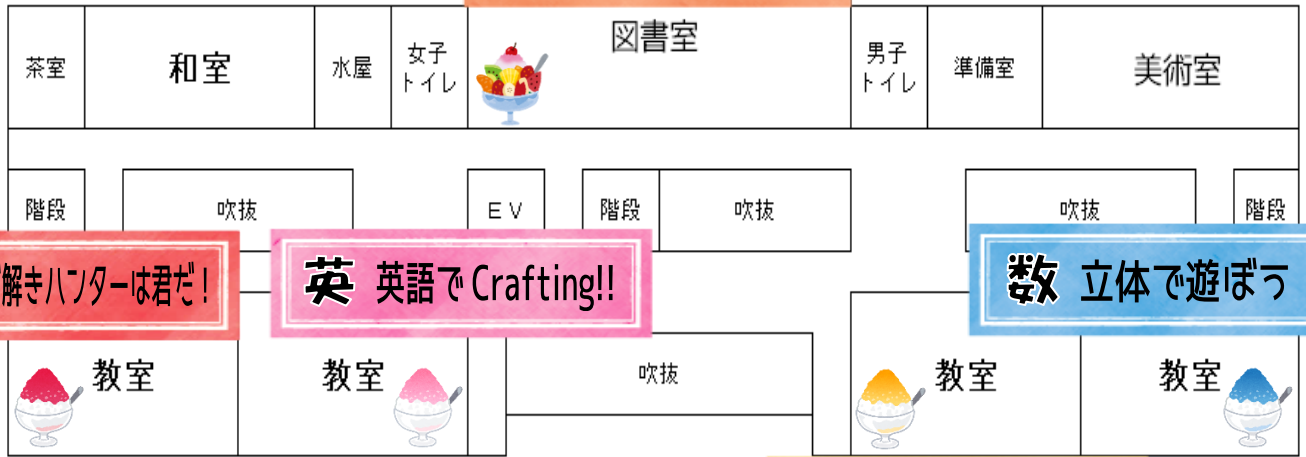 茶室
和室
水屋
女子
トイレ
図書室
男子
トイレ
準備室
美術室
階段
吹抜
EV
階段
吹抜
吹抜
階段
解きハンターは君だ!
英 英語でCrafting!!
数 立体で遊ぼう
教室
教室
吹抜
教室
教室